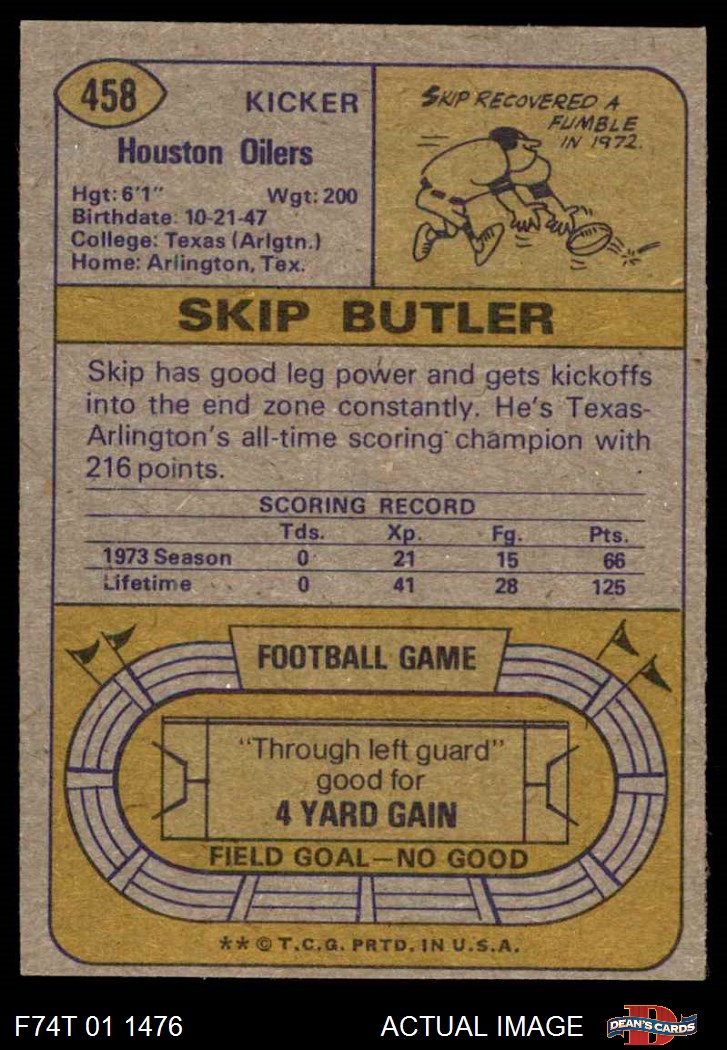 458
KICKER
Houston Oilers
Hgt: 6'1" Wgt: 200
Birthdate: 10-21-47
College: Texas (Arlgtn.)
Home: Arlington, Tex.
SKIP RECOVERED A
FUMBLE
IN 1972.
SKIP BUTLER
Skip has good leg power and gets kickoffs
into the end zone constantly. He's Texas-
Arlington's all-time scoring champion with
216 points.
SCORING RECORD
Tds. Xp. Fg. Pts.
1973 Season 0 21 15 66
Lifetime 0 41 28 125
FOOTBALL GAME
"Through left guard"
good for
4 YARD GAIN
FIELD GOAL—NO GOOD
** © T.C.G. PRTD. IN U.S.A.
F74T 01 1476 ACTUAL IMAGE
D
DEAN'S CARDS